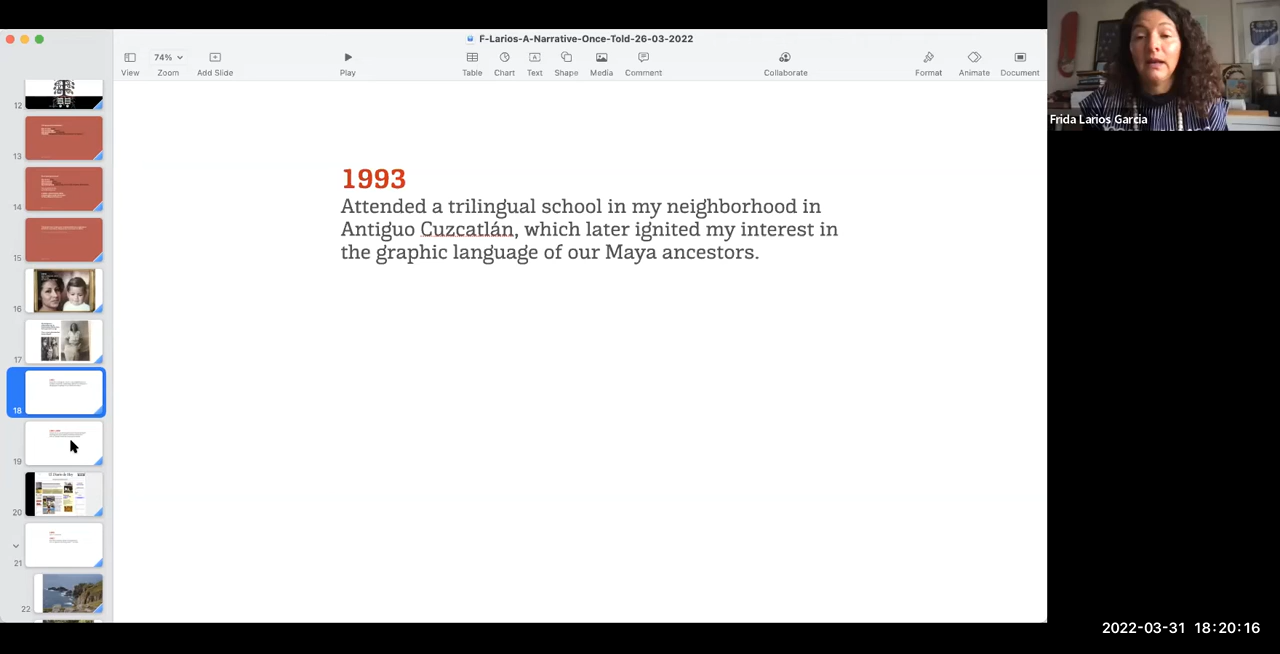 F-Larios-A-Narrative-Once-Told-26-03-2022
74%
View
Zoom
Add Slide
Play
Table
Chart
Text
Shape
Media
Comment
Collaborate
Format
Animate
Document
Frida Larios Garcia
12
13
14
15
16
17
18
19
20
21
22
1993
Attended a trilingual school in my neighborhood in
Antiguo Cuzcatlán, which later ignited my interest in
the graphic language of our Maya ancestors.
2022-03-31 18:20:16